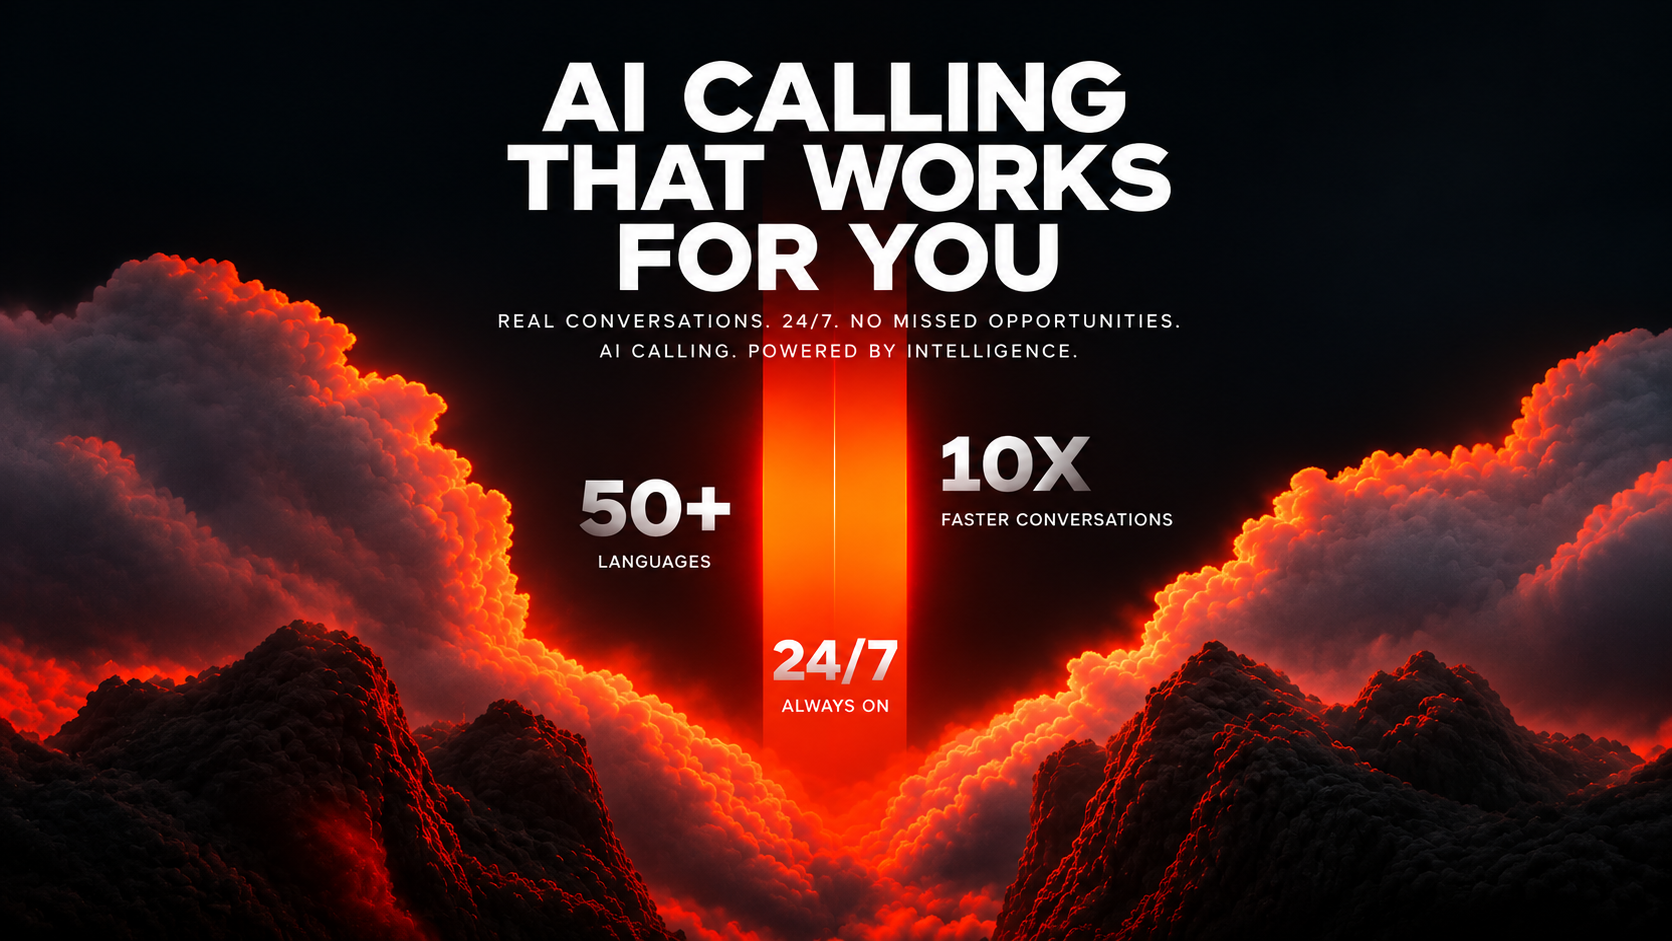 AI CALLING
THAT WORKS
FOR YOU
REAL CONVERSATIONS. 24/7. NO MISSED OPPORTUNITIES.
AI CALLING. POWERED BY INTELLIGENCE.
50+
LANGUAGES
10X
FASTER CONVERSATIONS
24/7
ALWAYS ON